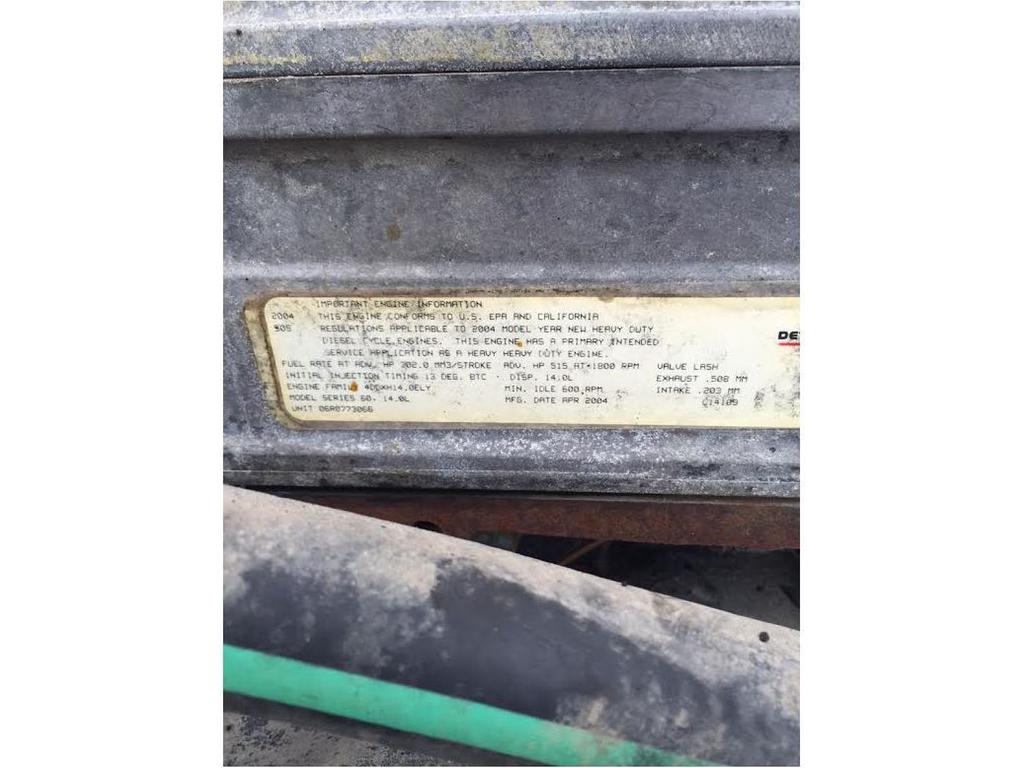 IMPORTANT ENGINE INFORMATION
2004 THIS ENGINE CONFORMS TO U.S. EPA AND CALIFORNIA
REGULATIONS APPLICABLE TO 2004 MODEL YEAR NEW HEAVY DUTY
DIESEL CYCLE ENGINES. THIS ENGINE HAS A PRIMARY INTENDED
SERVICE APPLICATION AS A HEAVY HEAVY DUTY ENGINE.
FUEL RATE AT ADV. HP 302.0 MM3/STROKE ADV. HP 515 AT 1800 RPM VALVE LASH
INITIAL INJECTION TIMING 13 DEG. BTC DISP. 14.0L EXHAUST .508 MM
ENGINE FAMILY 4DDXH14.0ELY MIN. IDLE 600 RPM INTAKE .203 MM
MODEL SERIES 60, 14.0L MFG. DATE APR 2004
UNIT 06R0773066
DE